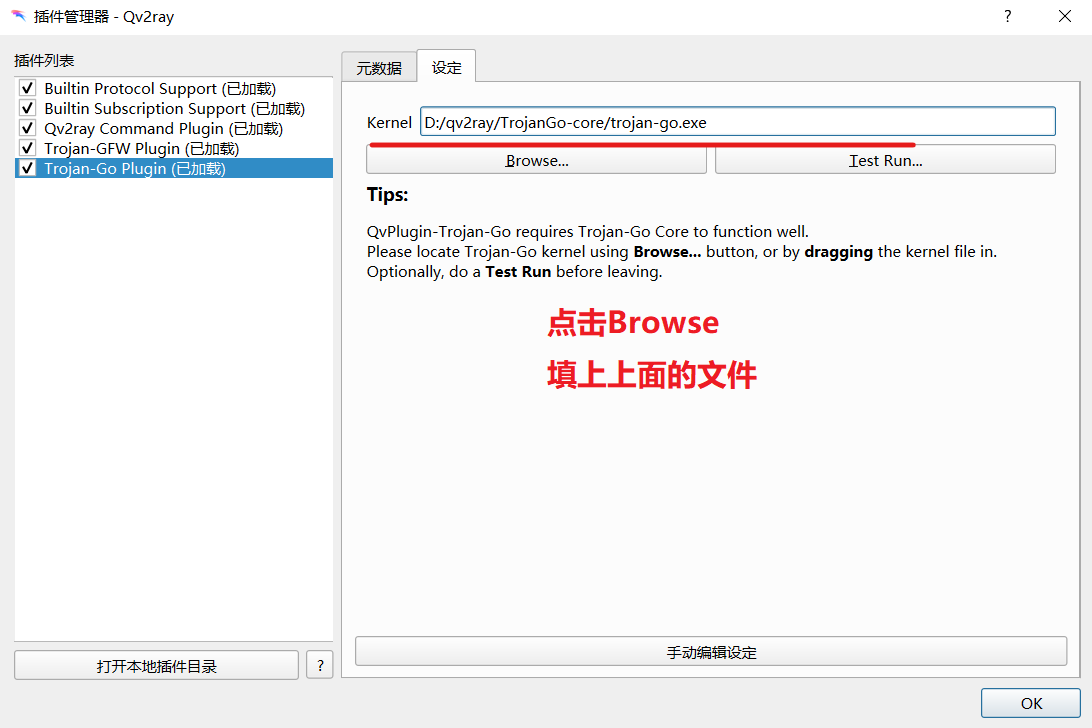 插件管理器 - Qv2ray
?
插件列表
Builtin Protocol Support (已加载)
Builtin Subscription Support (已加载)
Qv2ray Command Plugin (已加载)
Trojan-GFW Plugin (已加载)
Trojan-Go Plugin (已加载)
打开本地插件目录
?
元数据
设定
Kernel
D:/qv2ray/TrojanGo-core/trojan-go.exe
Browse...
Test Run...
Tips:
QvPlugin-Trojan-Go requires Trojan-Go Core to function well.
Please locate Trojan-Go kernel using Browse... button, or by dragging the kernel file in.
Optionally, do a Test Run before leaving.
点击Browse
填上上面的文件
手动编辑设定
OK